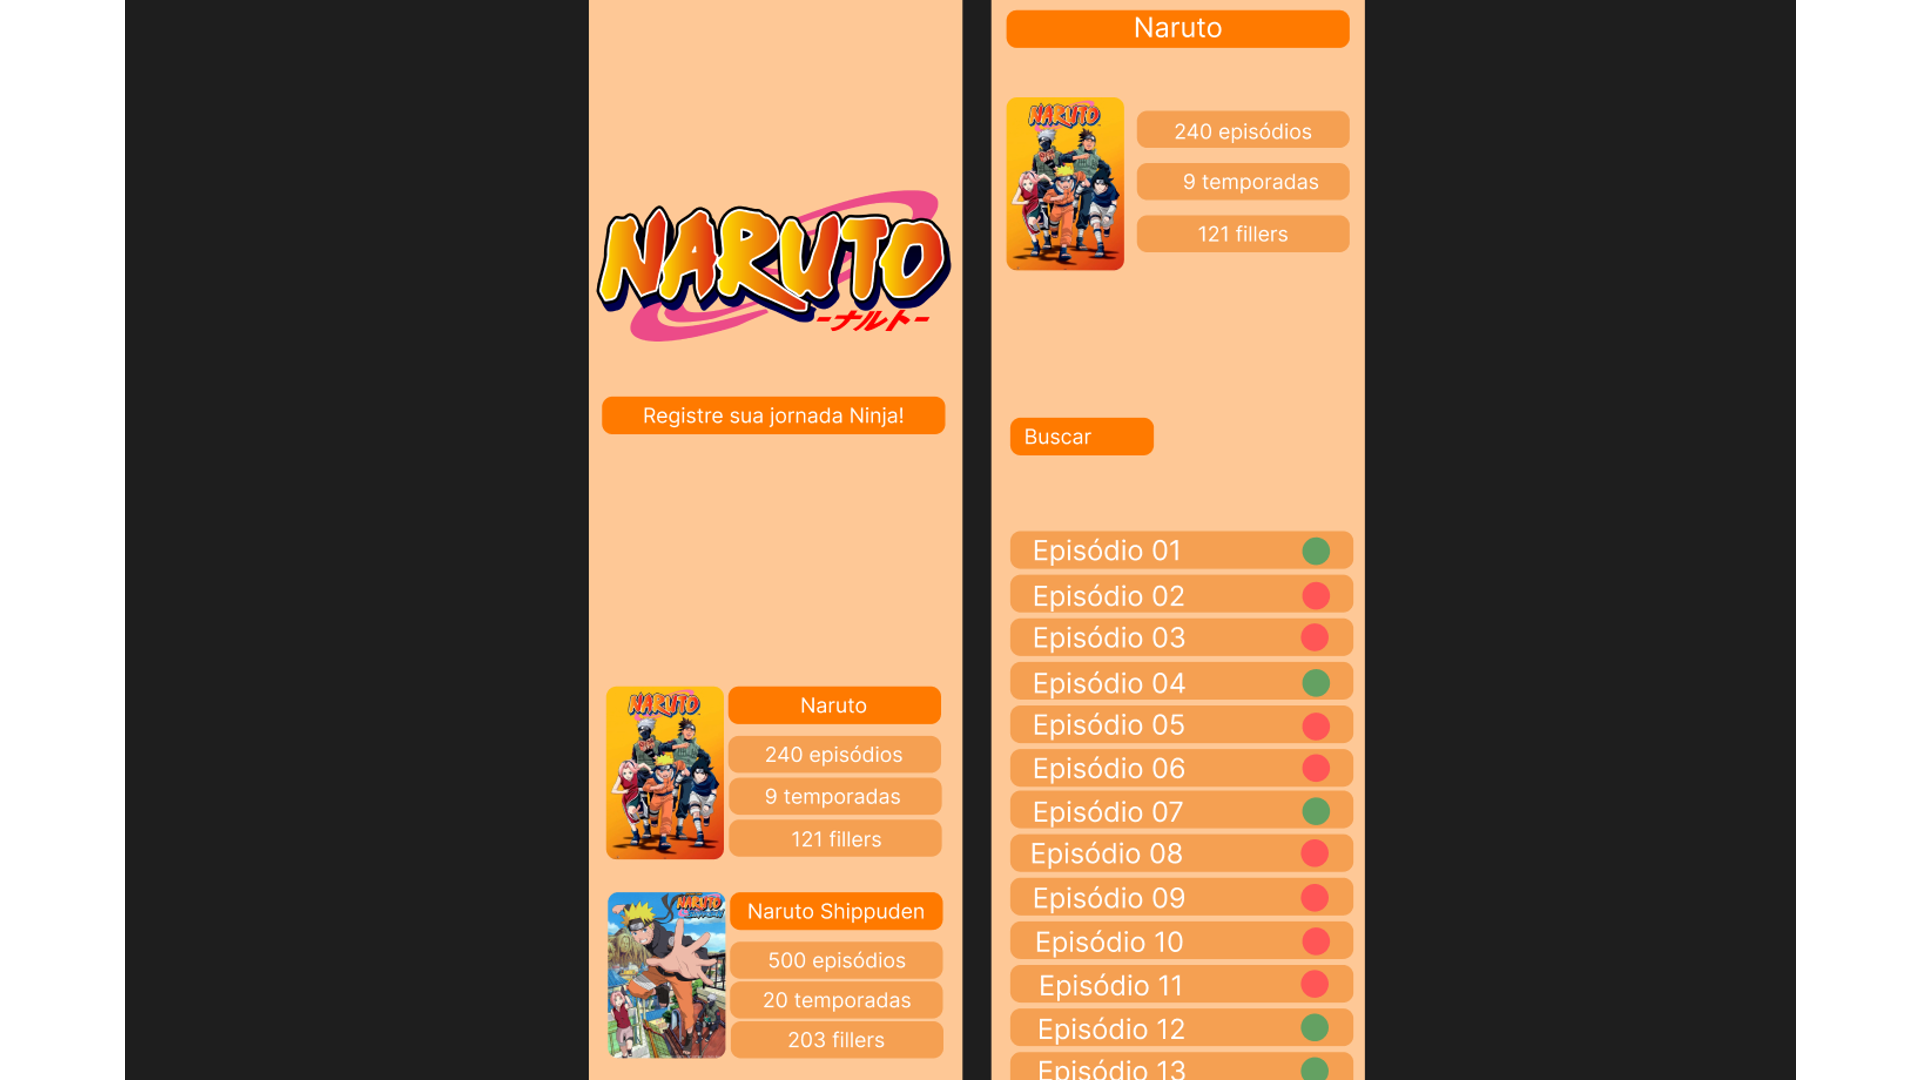 NARUTO
-ナルト-
Registre sua jornada Ninja!
NARUTO
Naruto
240 episódios
9 temporadas
121 fillers
NARUTO
Naruto Shippuden
500 episódios
20 temporadas
203 fillers
Naruto
NARUTO
240 episódios
9 temporadas
121 fillers
Buscar
Episódio 01
Episódio 02
Episódio 03
Episódio 04
Episódio 05
Episódio 06
Episódio 07
Episódio 08
Episódio 09
Episódio 10
Episódio 11
Episódio 12
Episódio 13